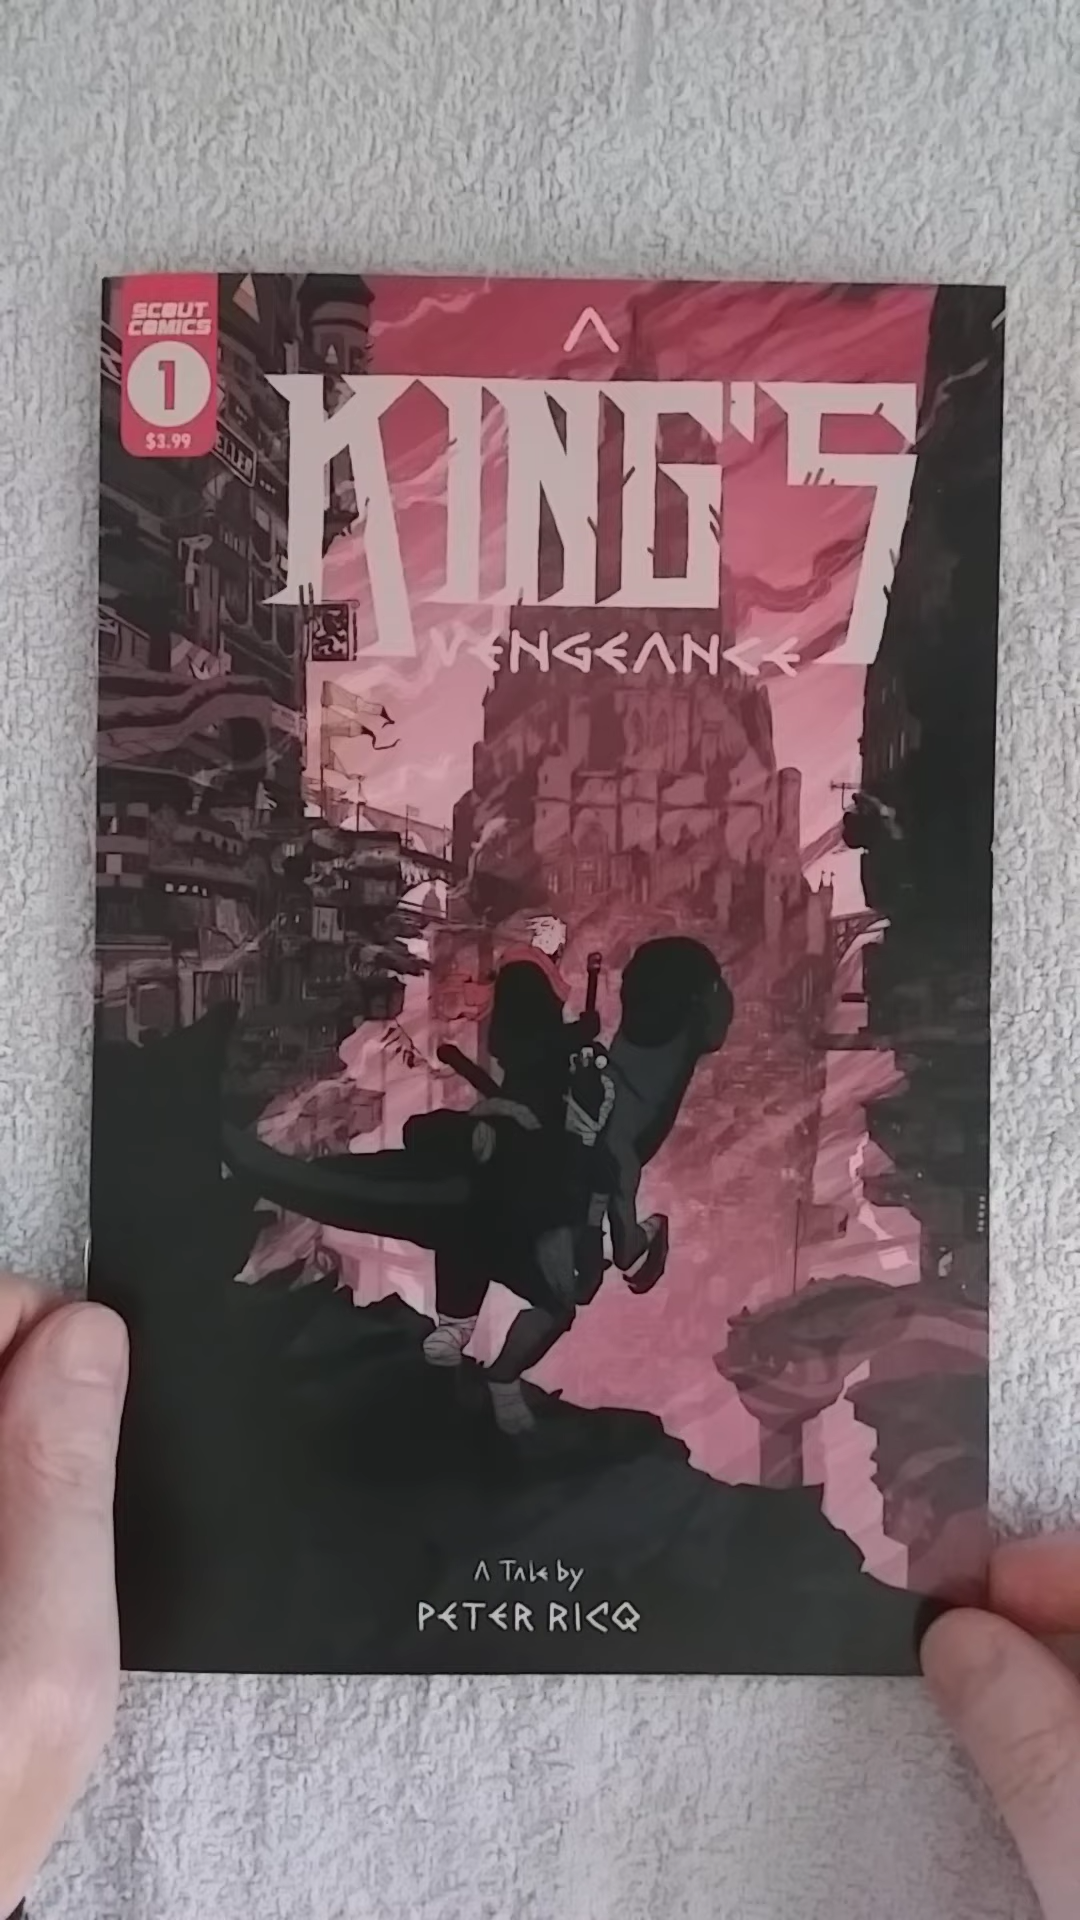 SCOUT
COMICS
1
$3.99
A
KING'S
VENGEANCE
A Tale by
PETER RICQ